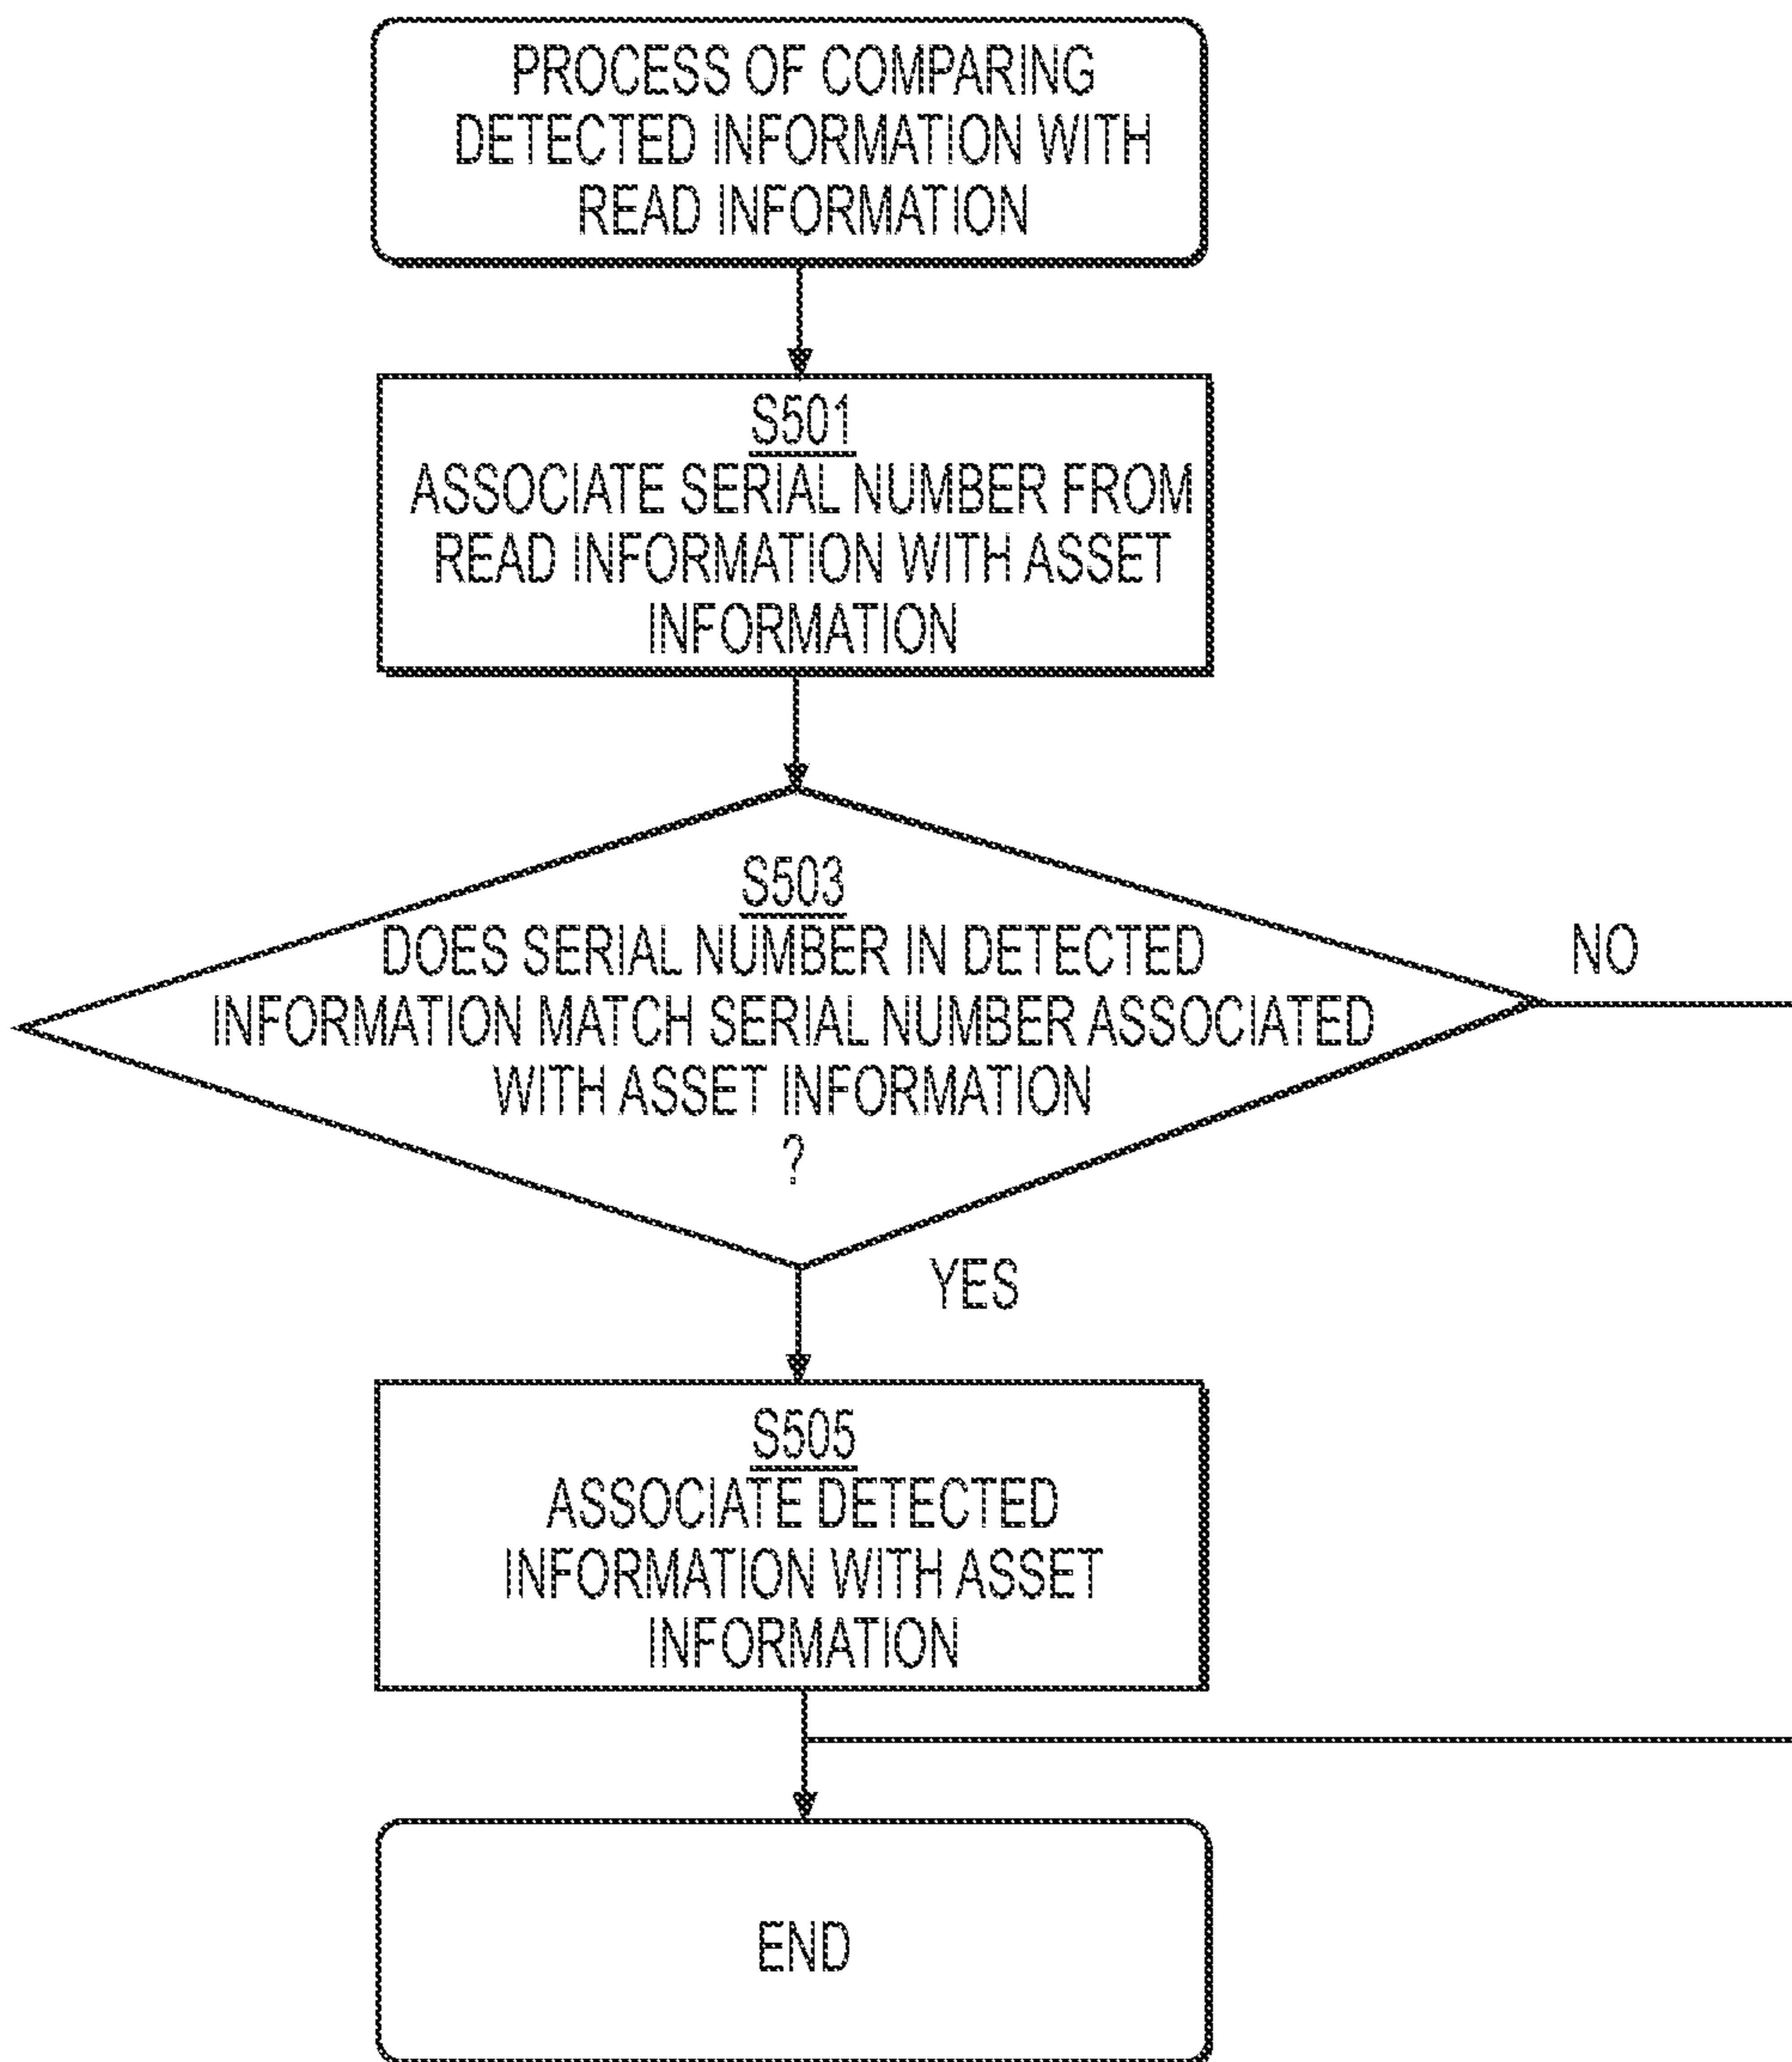 PROCESS OF COMPARING
DETECTED INFORMATION WITH
READ INFORMATION
S501
ASSOCIATE SERIAL NUMBER FROM
READ INFORMATION WITH ASSET
INFORMATION
S503
DOES SERIAL NUMBER IN DETECTED
INFORMATION MATCH SERIAL NUMBER ASSOCIATED
WITH ASSET INFORMATION
?
NO
YES
S505
ASSOCIATE DETECTED
INFORMATION WITH ASSET
INFORMATION
END